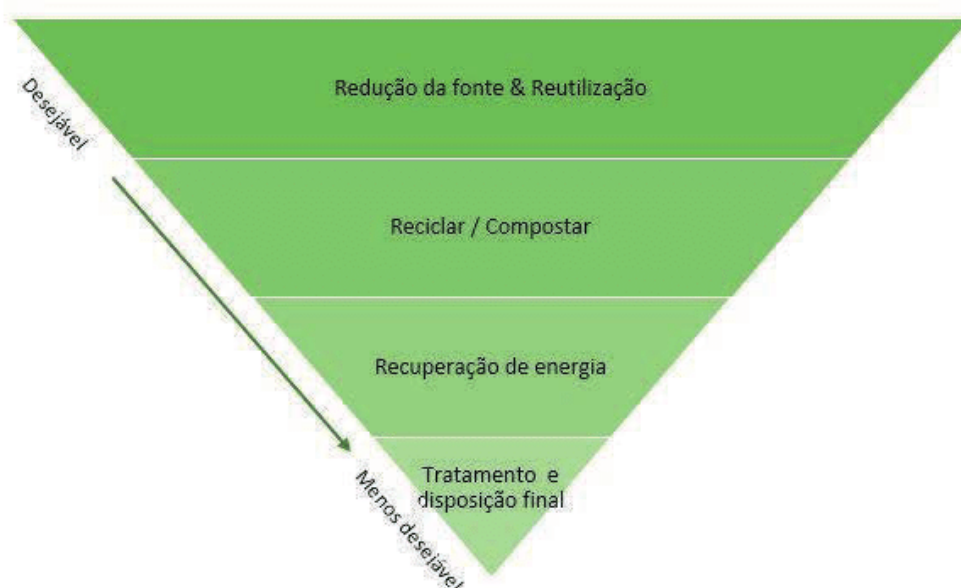 Redução da fonte & Reutilização
Desejável
Reciclar / Compostar
Recuperação de energia
Tratamento e
disposição final
Menos desejável